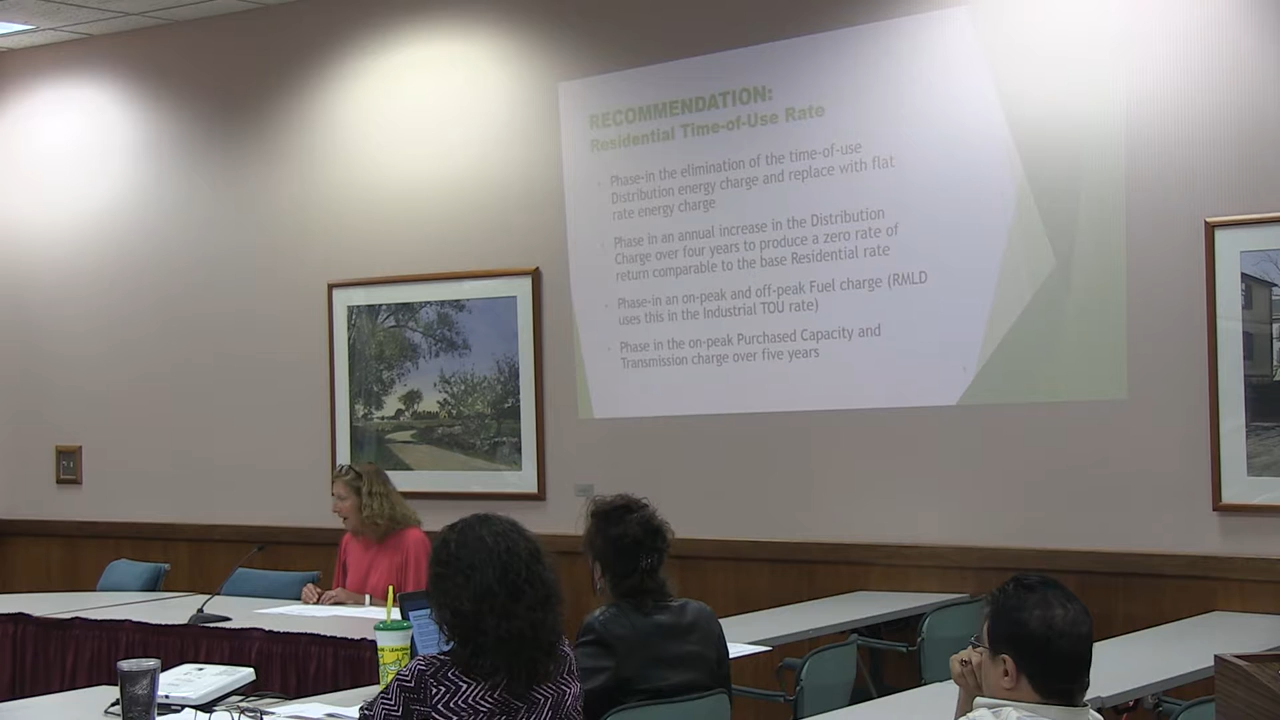 RECOMMENDATION:
Residential Time-of-Use Rate
Phase-in the elimination of the time-of-use
Distribution energy charge and replace with flat
rate energy charge
Phase in an annual increase in the Distribution
Charge over four years to produce a zero rate of
return comparable to the base Residential rate
Phase-in an on-peak and off-peak Fuel charge (RMLD
uses this in the Industrial TOU rate)
Phase in the on-peak Purchased Capacity and
Transmission charge over five years